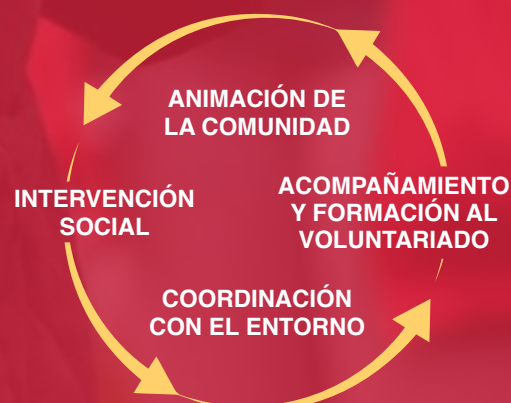 ANIMACIÓN DE
LA COMUNIDAD
INTERVENCIÓN
SOCIAL
ACOMPAÑAMIENTO
Y FORMACIÓN AL
VOLUNTARIADO
COORDINACIÓN
CON EL ENTORNO